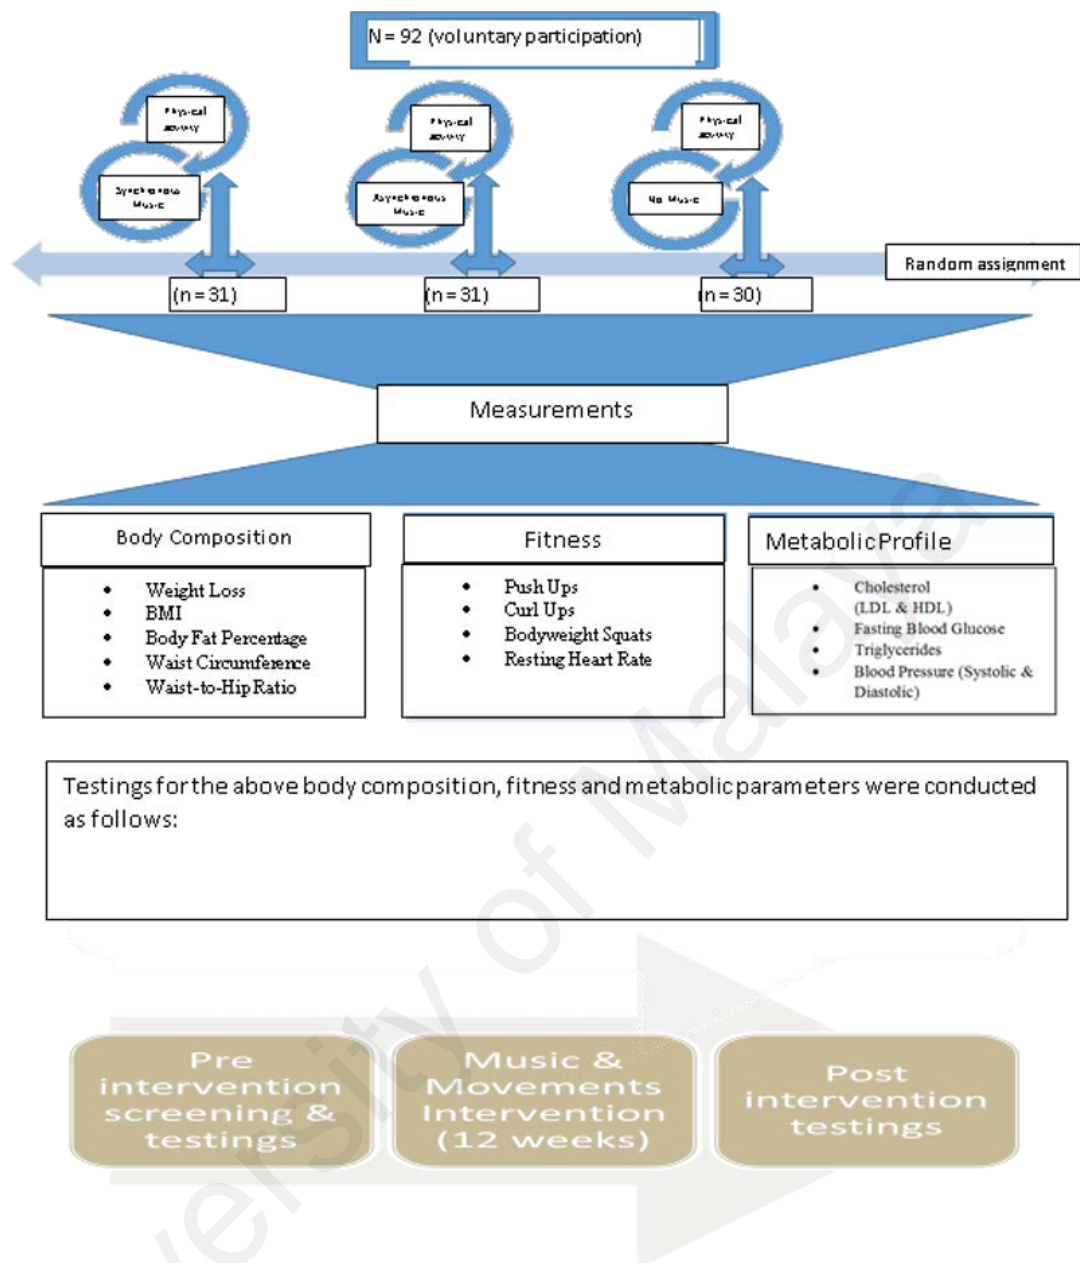 N = 92 (voluntary participation)
Physical
Activity
Physical
Activity
Physical
Activity
Synchronous
Music
Asynchronous
Music
No Music
Random assignment
(n = 31)
(n = 31)
(n = 30)
Measurements
Body Composition
• Weight Loss
• BMI
• Body Fat Percentage
• Waist Circumference
• Waist-to-Hip Ratio
Fitness
• Push Ups
• Curl Ups
• Bodyweight Squats
• Resting Heart Rate
Metabolic Profile
• Cholesterol
(LDL & HDL)
• Fasting Blood Glucose
• Triglycerides
• Blood Pressure (Systolic &
Diastolic)
Testings for the above body composition, fitness and metabolic parameters were conducted
as follows:
Pre
intervention
screening &
testings
Music &
Movements
Intervention
(12 weeks)
Post
intervention
testings
versity of Malaya